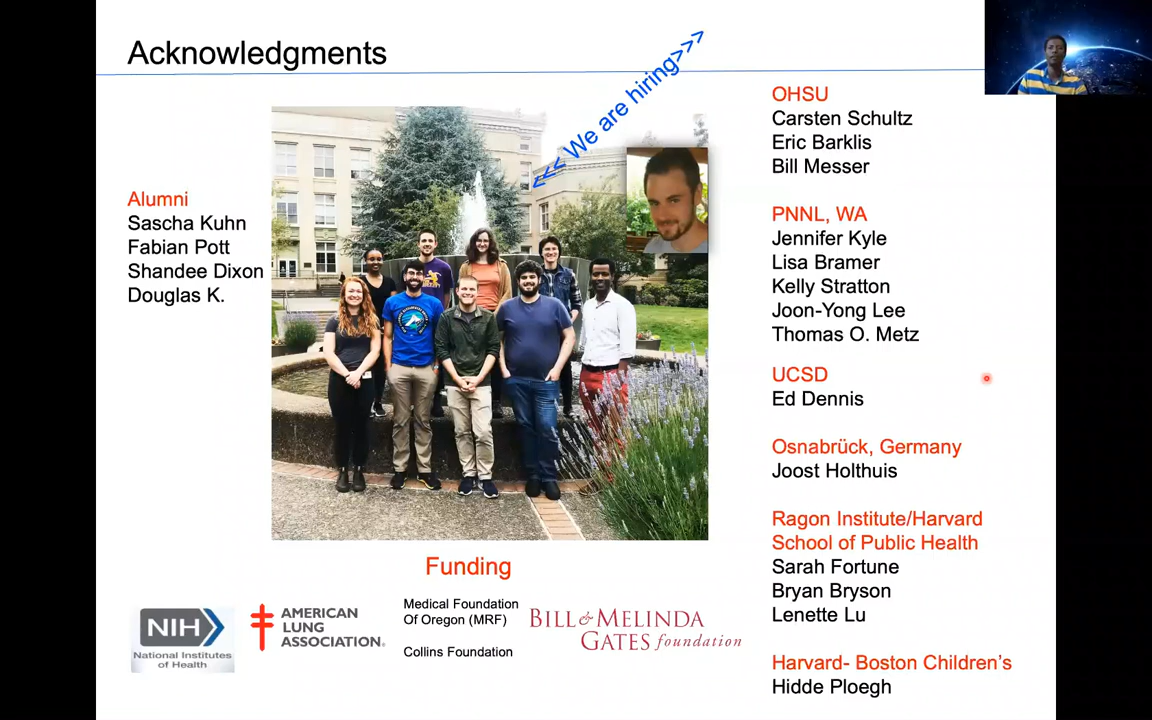 Acknowledgments
<<< We are hiring>>>
Alumni
Sascha Kuhn
Fabian Pott
Shandee Dixon
Douglas K.
OHSU
Carsten Schultz
Eric Barklis
Bill Messer
PNNL, WA
Jennifer Kyle
Lisa Bramer
Kelly Stratton
Joon-Yong Lee
Thomas O. Metz
UCSD
Ed Dennis
Osnabrück, Germany
Joost Holthuis
Ragon Institute/Harvard
School of Public Health
Sarah Fortune
Bryan Bryson
Lenette Lu
Harvard- Boston Children's
Hidde Ploegh
Funding
NIH
National Institutes
of Health
AMERICAN
LUNG
ASSOCIATION®
Medical Foundation
Of Oregon (MRF)
Collins Foundation
BILL & MELINDA
GATES foundation